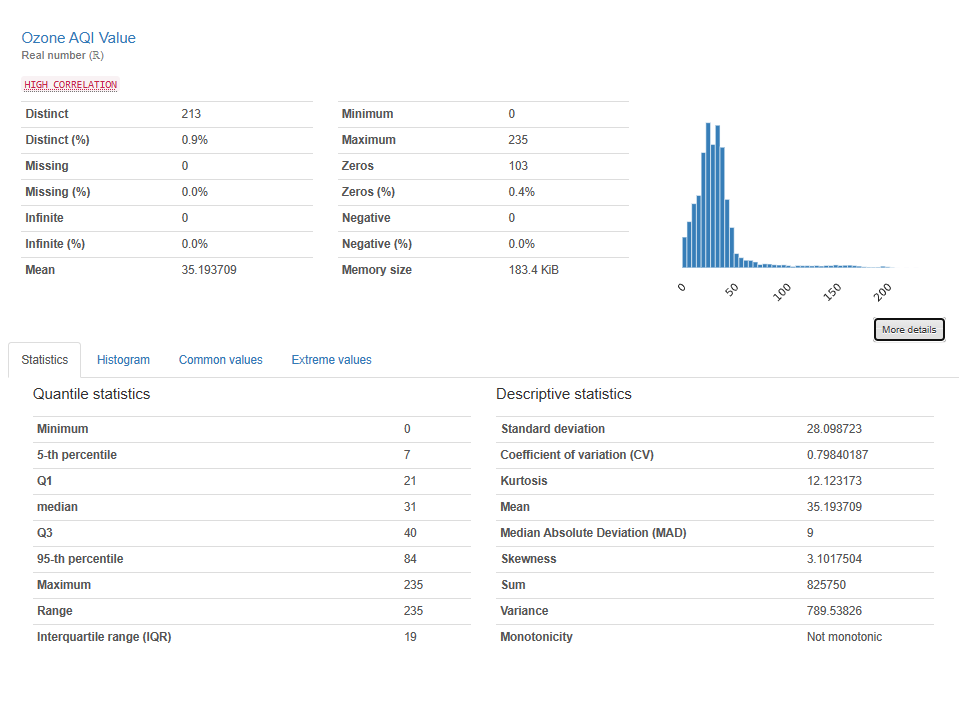 Ozone AQI Value
Real number (ℝ)
HIGH CORRELATION
Distinct 213
Distinct (%) 0.9%
Missing 0
Missing (%) 0.0%
Infinite 0
Infinite (%) 0.0%
Mean 35.193709
Minimum 0
Maximum 235
Zeros 103
Zeros (%) 0.4%
Negative 0
Negative (%) 0.0%
Memory size 183.4 KiB
0 50 100 150 200
More details
Statistics Histogram Common values Extreme values
Quantile statistics
Minimum 0
5-th percentile 7
Q1 21
median 31
Q3 40
95-th percentile 84
Maximum 235
Range 235
Interquartile range (IQR) 19
Descriptive statistics
Standard deviation 28.098723
Coefficient of variation (CV) 0.79840187
Kurtosis 12.123173
Mean 35.193709
Median Absolute Deviation (MAD) 9
Skewness 3.1017504
Sum 825750
Variance 789.53826
Monotonicity Not monotonic